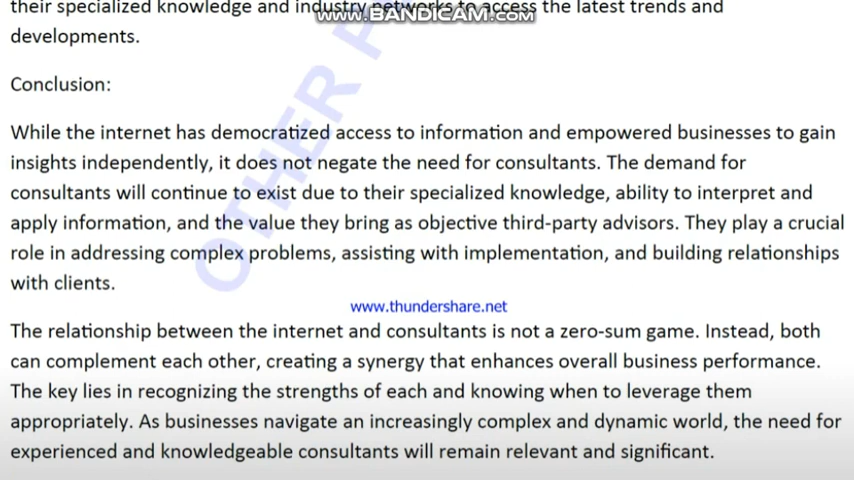 their specialized knowledge and industry networks to access the latest trends and
www.BANDICAM.com
developments.
OTHER P
Conclusion:
While the internet has democratized access to information and empowered businesses to gain
insights independently, it does not negate the need for consultants. The demand for
consultants will continue to exist due to their specialized knowledge, ability to interpret and
apply information, and the value they bring as objective third-party advisors. They play a crucial
role in addressing complex problems, assisting with implementation, and building relationships
with clients.
www.thundershare.net
The relationship between the internet and consultants is not a zero-sum game. Instead, both
can complement each other, creating a synergy that enhances overall business performance.
The key lies in recognizing the strengths of each and knowing when to leverage them
appropriately. As businesses navigate an increasingly complex and dynamic world, the need for
experienced and knowledgeable consultants will remain relevant and significant.